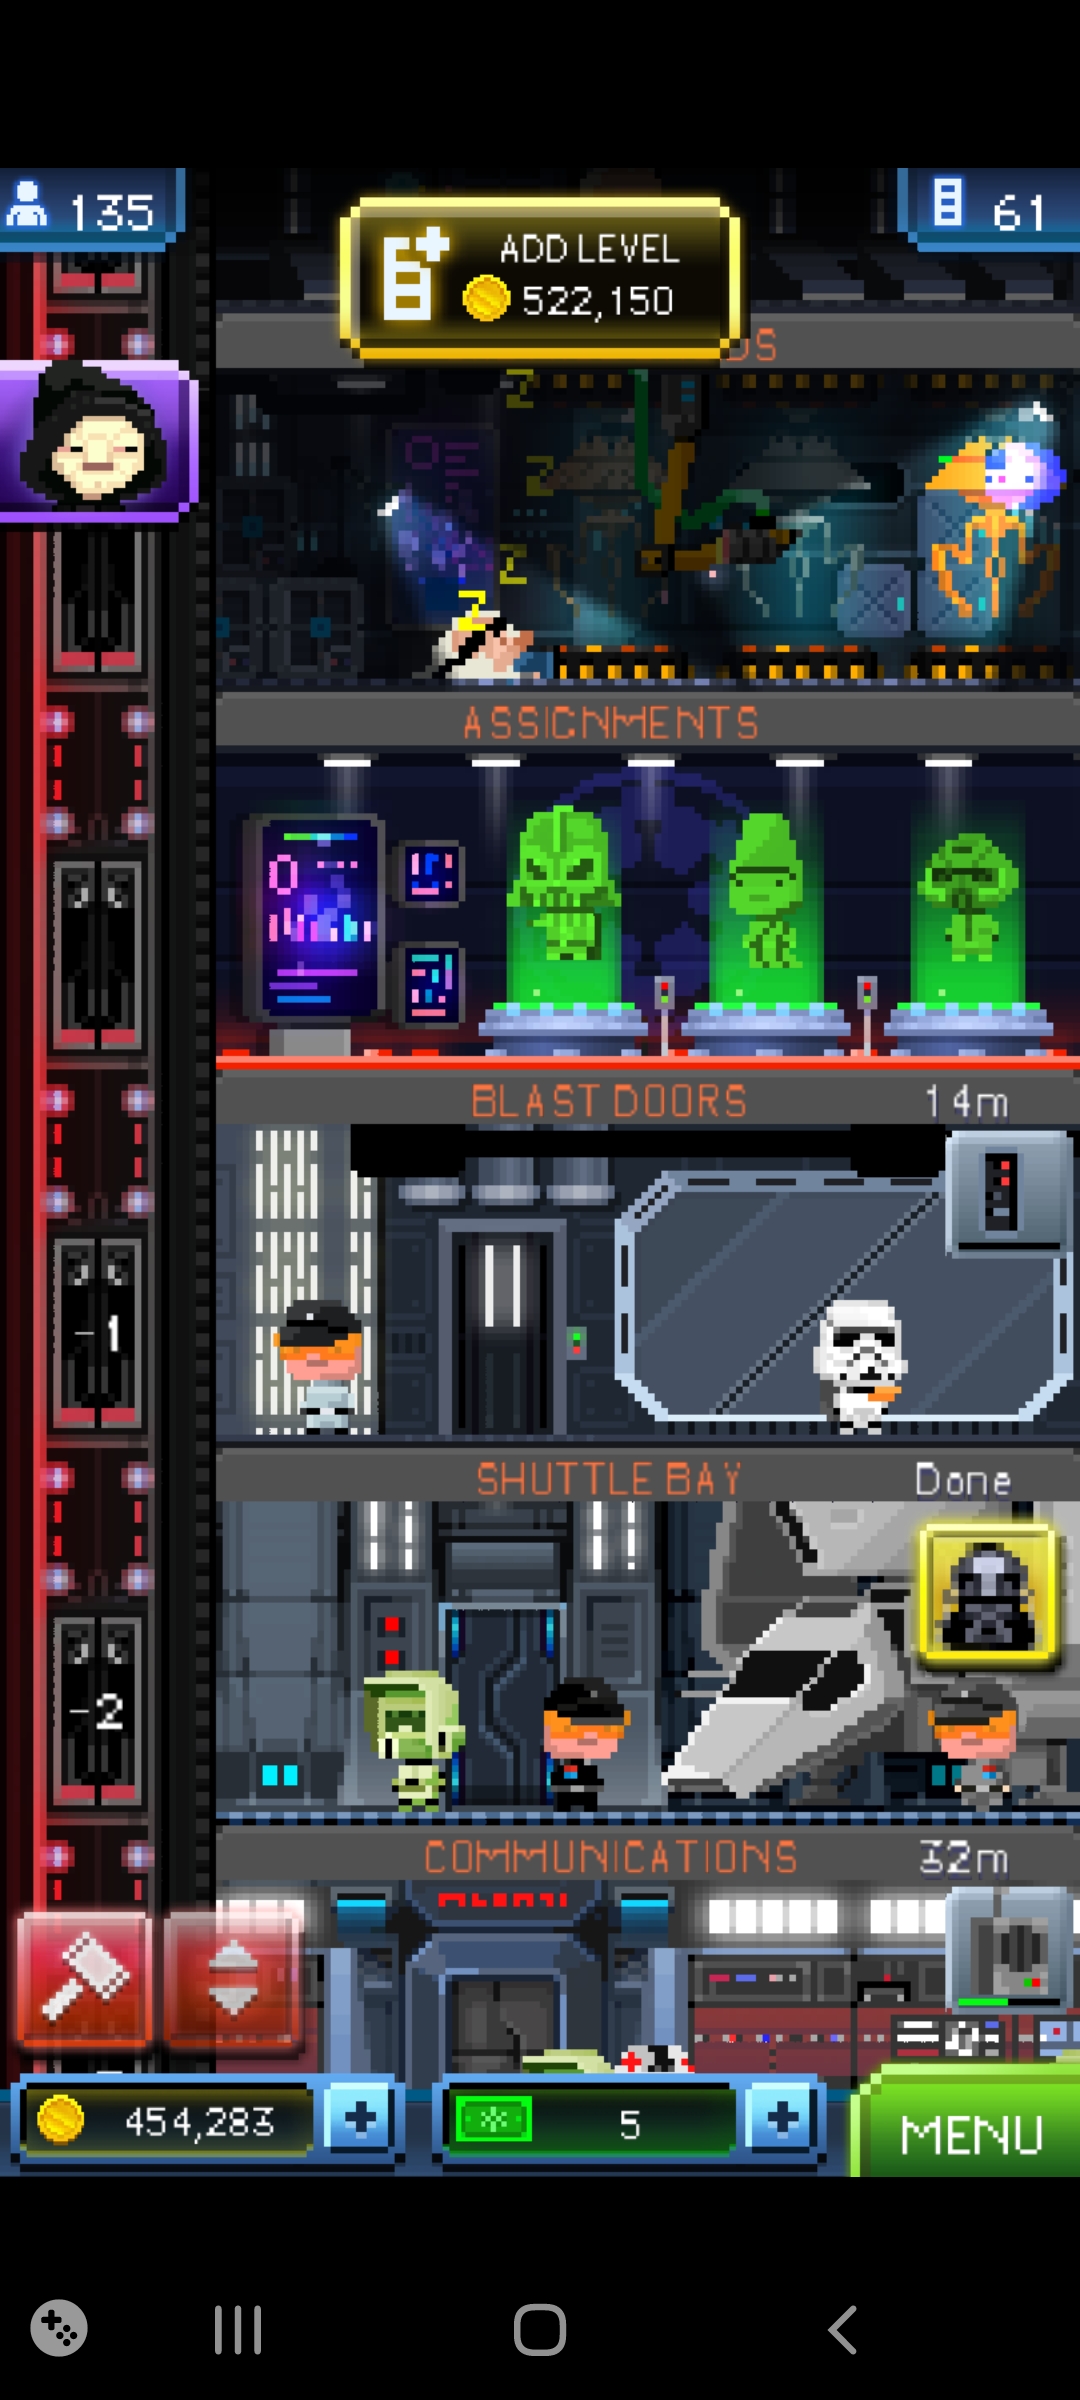 135
ADD LEVEL
522,150
61
Z
Z
Z
Z
ASSIGNMENTS
BLAST DOORS 14m
-1
SHUTTLE BAY Done
-2
COMMUNICATIONS 32m
454,283 + 5 +
MENU